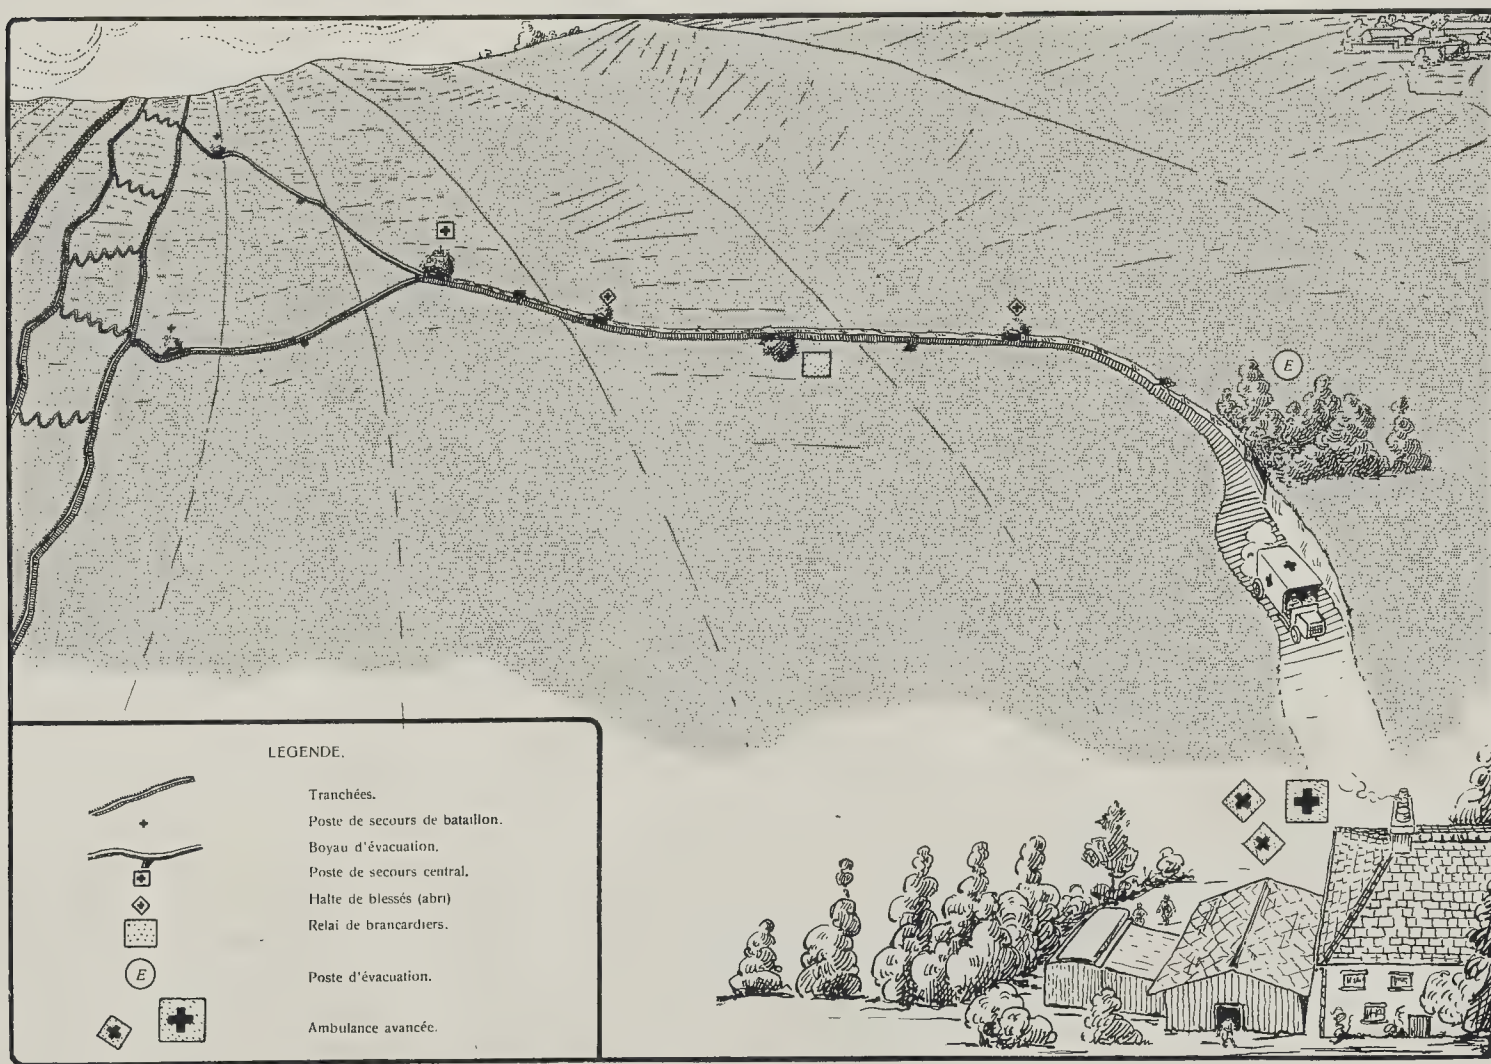 E
LEGENDE.
Tranchées.
Poste de secours de bataillon.
Boyau d'évacuation.
Poste de secours central.
Halte de blessés (abri)
Relai de brancardiers.
E
Poste d'évacuation.
Ambulance avancée.